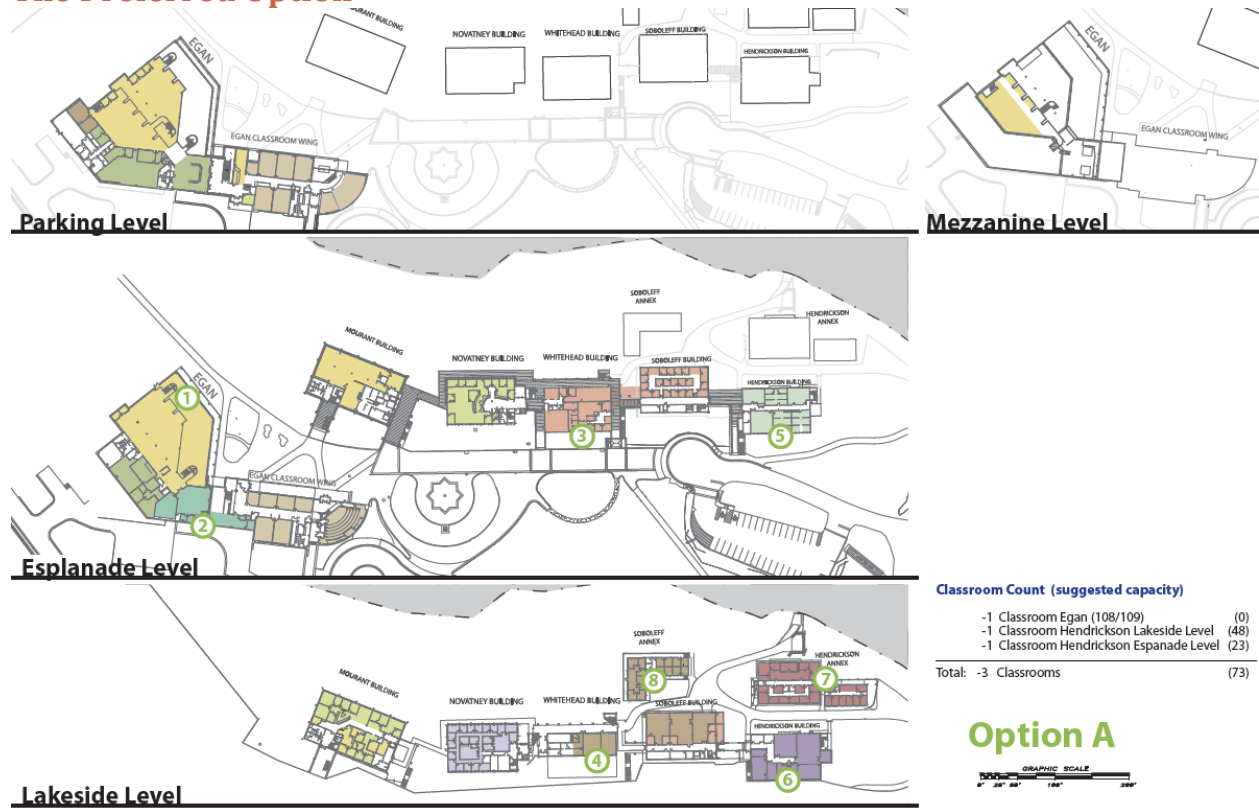 The Preferred Option
MOURANT BUILDING
NOVATNEY BUILDING
WHITEHEAD BUILDING
SOBOLEFF BUILDING
HENDRICKSON BUILDING
EGAN
EGAN CLASSROOM WING
Parking Level
EGAN
EGAN CLASSROOM WING
Mezzanine Level
SOBOLEFF
ANNEX
HENDRICKSON
ANNEX
MOURANT BUILDING
NOVATNEY BUILDING
WHITEHEAD BUILDING
SOBOLEFF BUILDING
HENDRICKSON BUILDING
EGAN
1
3
5
EGAN CLASSROOM WING
2
Esplanade Level
SOBOLEFF
ANNEX
HENDRICKSON
ANNEX
8
7
MOURANT BUILDING
NOVATNEY BUILDING
WHITEHEAD BUILDING
SOBOLEFF BUILDING
HENDRICKSON BUILDING
4
6
Lakeside Level
Classroom Count (suggested capacity)
-1 Classroom Egan (108/109) (0)
-1 Classroom Hendrickson Lakeside Level (48)
-1 Classroom Hendrickson Espanade Level (23)
Total: -3 Classrooms (73)
Option A
GRAPHIC SCALE
0' 25' 50' 100' 200'